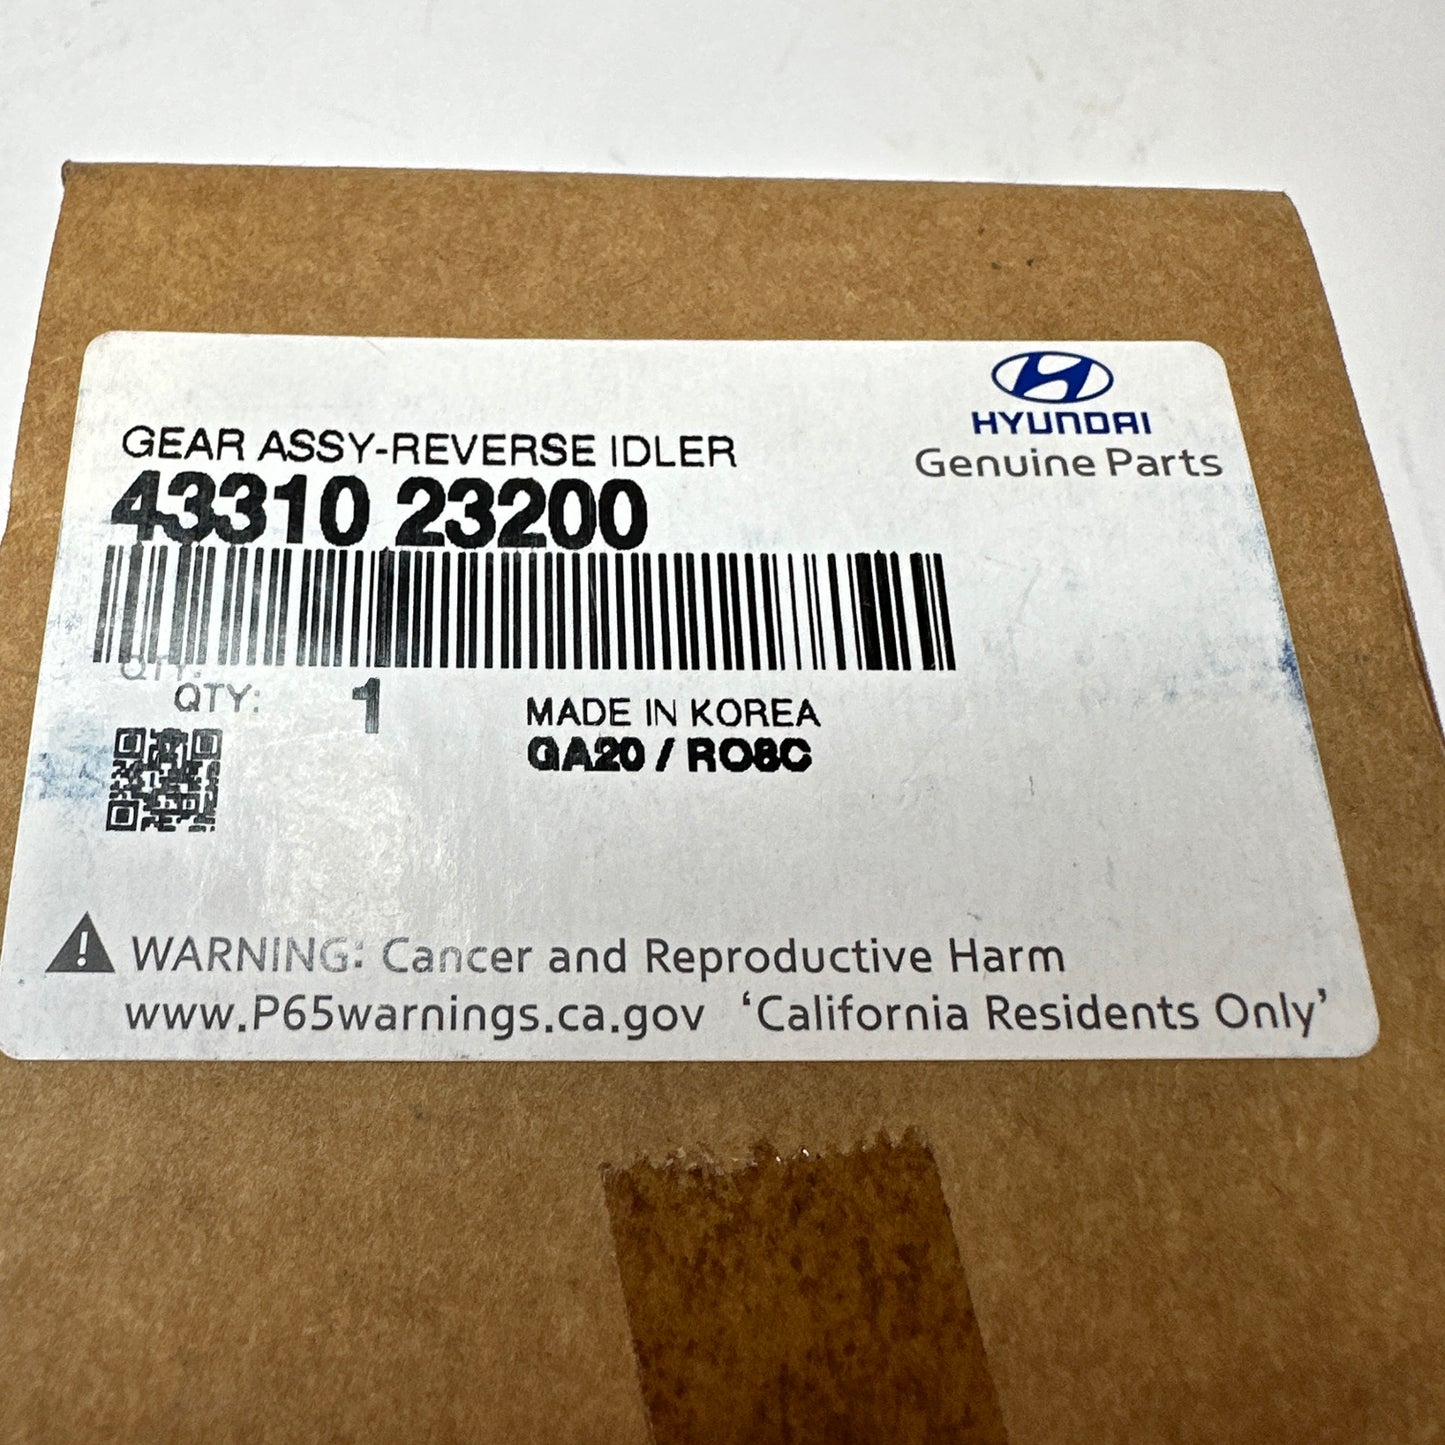 HYUNDAI
Genuine Parts
GEAR ASSY-REVERSE IDLER
43310 23200
QTY:
QTY: 1
MADE IN KOREA
GA20 / RO8C
WARNING: Cancer and Reproductive Harm
www.P65warnings.ca.gov 'California Residents Only'